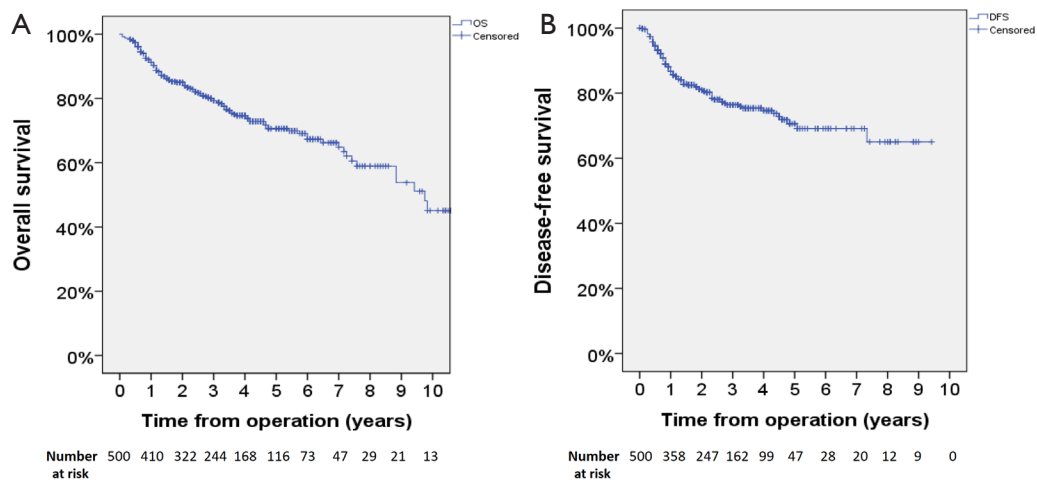 A
OS
Censored
100%
80%
60%
40%
20%
0%
Overall survival
0 1 2 3 4 5 6 7 8 9 10
Time from operation (years)
Number 500 410 322 244 168 116 73 47 29 21 13
at risk
B
DFS
Censored
100%
80%
60%
40%
20%
0%
Disease-free survival
0 1 2 3 4 5 6 7 8 9 10
Time from operation (years)
Number 500 358 247 162 99 47 28 20 12 9 0
at risk